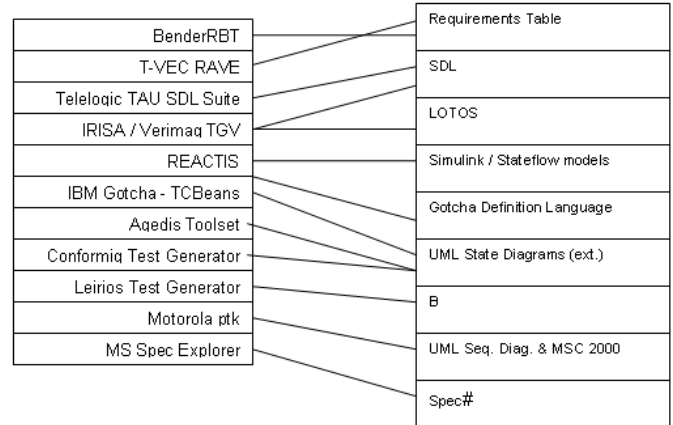 BenderRBT
T-VEC RAVE
Telelogic TAU SDL Suite
IRISA / Verimag TGV
REACTIS
IBM Gotcha - TCBeans
Agedis Toolset
Conformiq Test Generator
Leirios Test Generator
Motorola ptk
MS Spec Explorer
Requirements Table
SDL
LOTOS
Simulink / Stateflow models
Gotcha Definition Language
UML State Diagrams (ext.)
B
UML Seq. Diag. & MSC 2000
Spec#